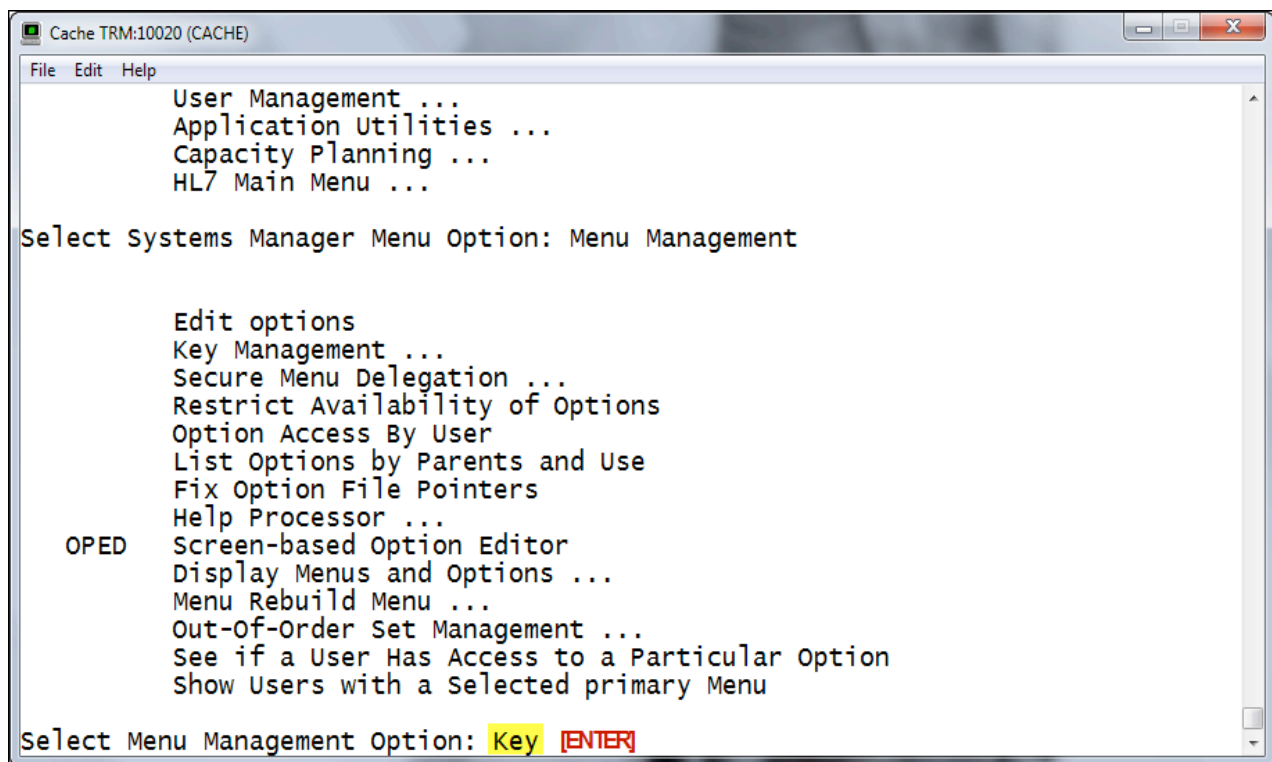 Cache TRM:10020 (CACHE)
File Edit Help
User Management ...
Application Utilities ...
Capacity Planning ...
HL7 Main Menu ...
Select Systems Manager Menu Option: Menu Management
Edit options
Key Management ...
Secure Menu Delegation ...
Restrict Availability of Options
Option Access By User
List Options by Parents and Use
Fix Option File Pointers
Help Processor ...
OPED Screen-based Option Editor
Display Menus and Options ...
Menu Rebuild Menu ...
Out-Of-Order Set Management ...
See if a User Has Access to a Particular Option
Show Users with a Selected primary Menu
Select Menu Management Option: Key [ENTER]